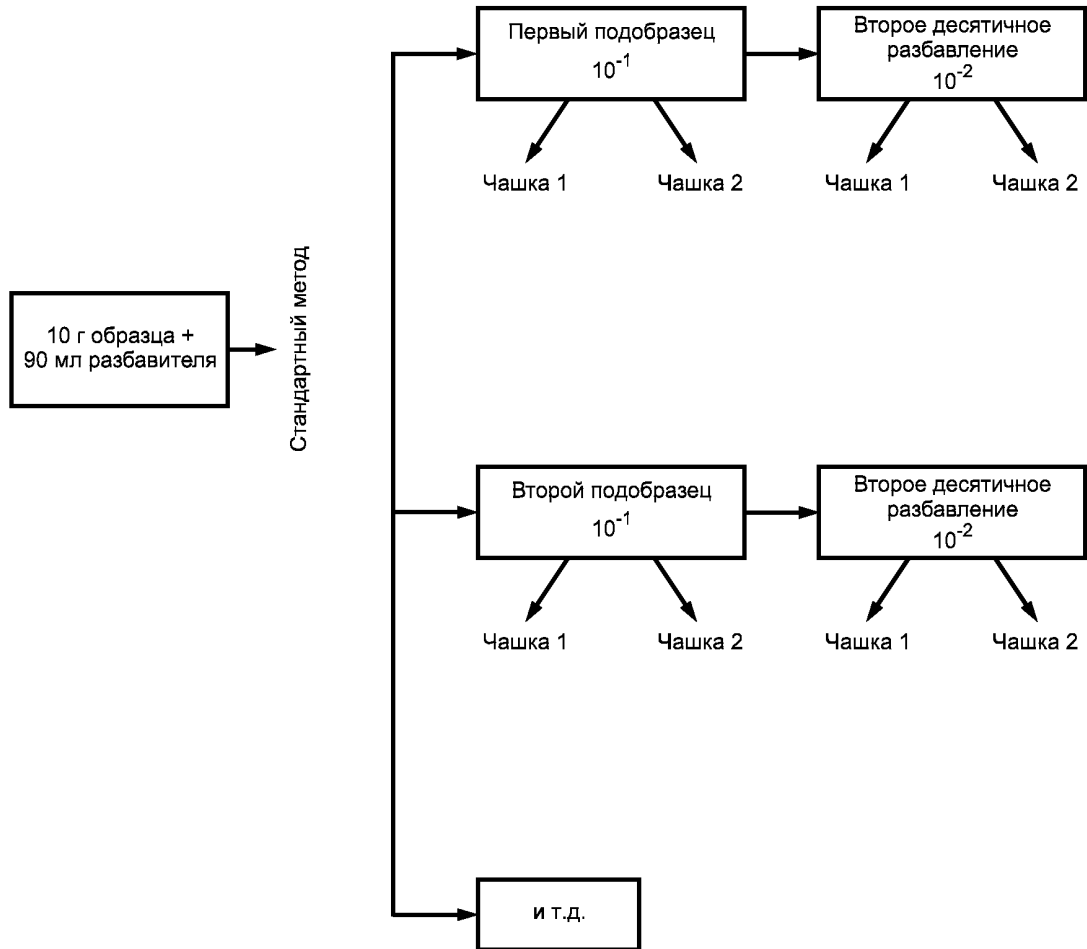 Первый подобразец
10⁻¹
Второе десятичное
разбавление
10⁻²
Чашка 1
Чашка 2
Чашка 1
Чашка 2
10 г образца +
90 мл разбавителя
Стандартный метод
Второй подобразец
10⁻¹
Второе десятичное
разбавление
10⁻²
Чашка 1
Чашка 2
Чашка 1
Чашка 2
и т.д.